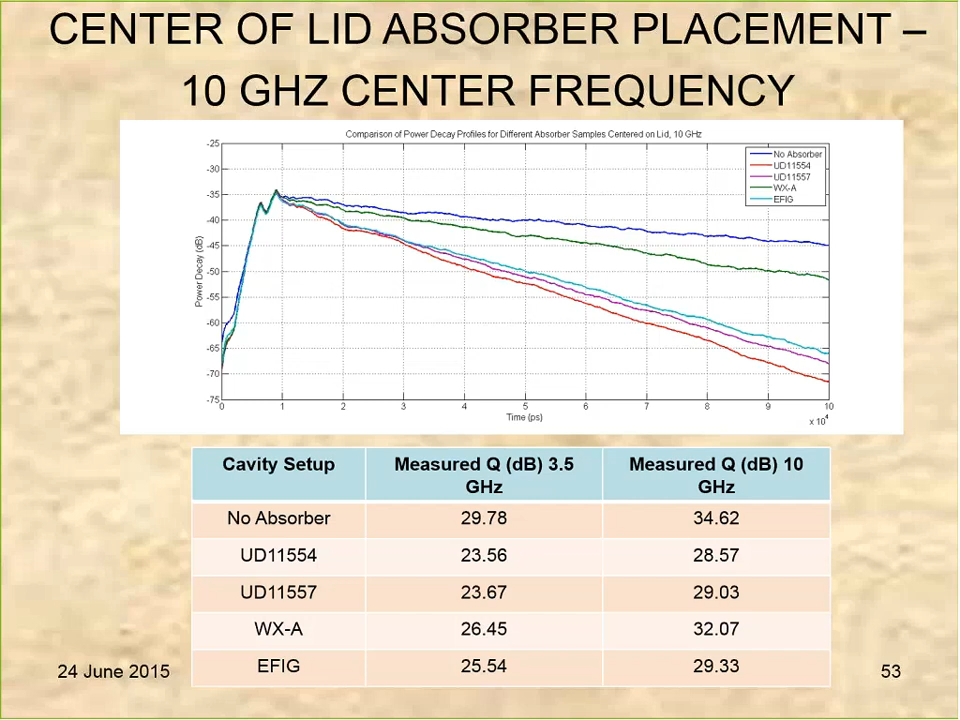 CENTER OF LID ABSORBER PLACEMENT –
10 GHZ CENTER FREQUENCY
Comparison of Power Decay Profiles for Different Absorber Samples Centered on Lid, 10 GHz
-25
-30
-35
-40
-45
-50
-55
-60
-65
-70
-75
Power Decay (dB)
No Absorber
UD11554
UD11557
WX-A
EFIG
0 1 2 3 4 5 6 7 8 9 10
Time (ps)
x 10⁴
Cavity Setup Measured Q (dB) 3.5 GHz Measured Q (dB) 10 GHz
No Absorber 29.78 34.62
UD11554 23.56 28.57
UD11557 23.67 29.03
WX-A 26.45 32.07
EFIG 25.54 29.33
24 June 2015
53